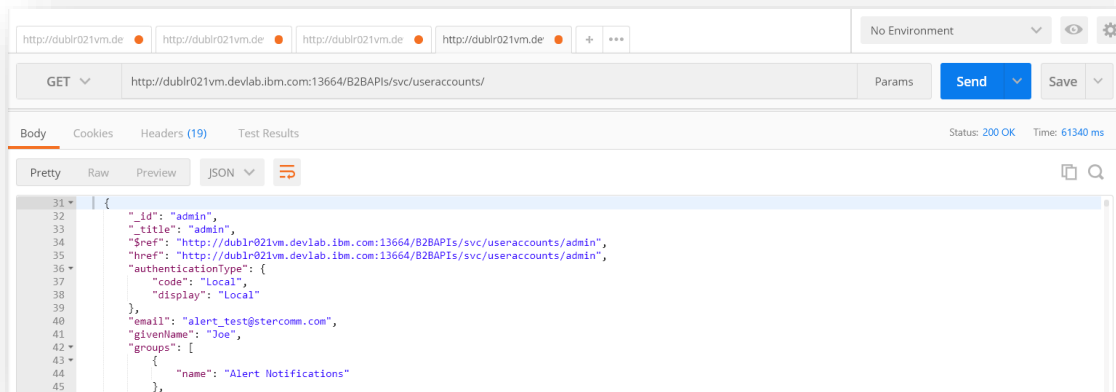 http://dublr021vm.de http://dublr021vm.de http://dublr021vm.de http://dublr021vm.de + ••• No Environment
GET http://dublr021vm.devlab.ibm.com:13664/B2BAPIs/svc/useraccounts/ Params Send Save
Body Cookies Headers (19) Test Results Status: 200 OK Time: 61340 ms
Pretty Raw Preview JSON
31 {
32 "_id": "admin",
33 "_title": "admin",
34 "$ref": "http://dublr021vm.devlab.ibm.com:13664/B2BAPIs/svc/useraccounts/admin",
35 "href": "http://dublr021vm.devlab.ibm.com:13664/B2BAPIs/svc/useraccounts/admin",
36 "authenticationType": {
37 "code": "Local",
38 "display": "Local"
39 },
40 "email": "alert_test@stercomm.com",
41 "givenName": "Joe",
42 "groups": [
43 {
44 "name": "Alert Notifications"
45 },